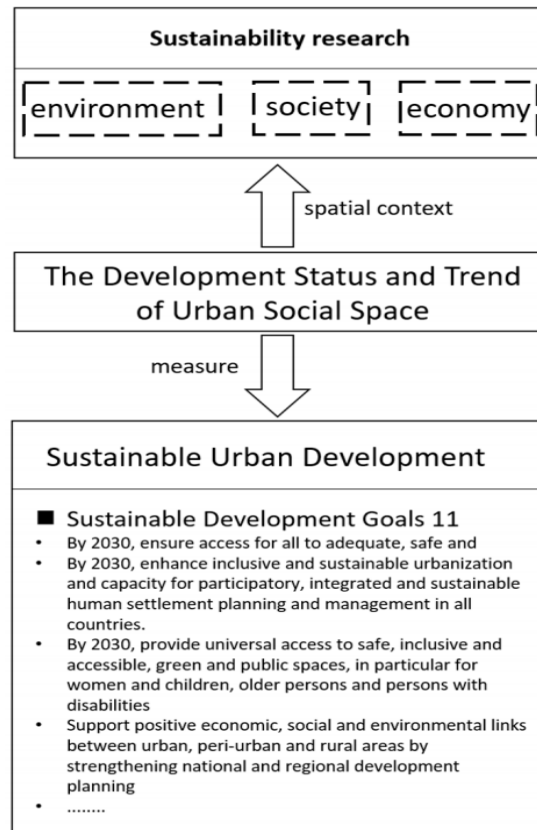 Sustainability research
environment society economy
spatial context
The Development Status and Trend
of Urban Social Space
measure
Sustainable Urban Development
■ Sustainable Development Goals 11
• By 2030, ensure access for all to adequate, safe and
• By 2030, enhance inclusive and sustainable urbanization
and capacity for participatory, integrated and sustainable
human settlement planning and management in all
countries.
• By 2030, provide universal access to safe, inclusive and
accessible, green and public spaces, in particular for
women and children, older persons and persons with
disabilities
• Support positive economic, social and environmental links
between urban, peri-urban and rural areas by
strengthening national and regional development
planning
• ........